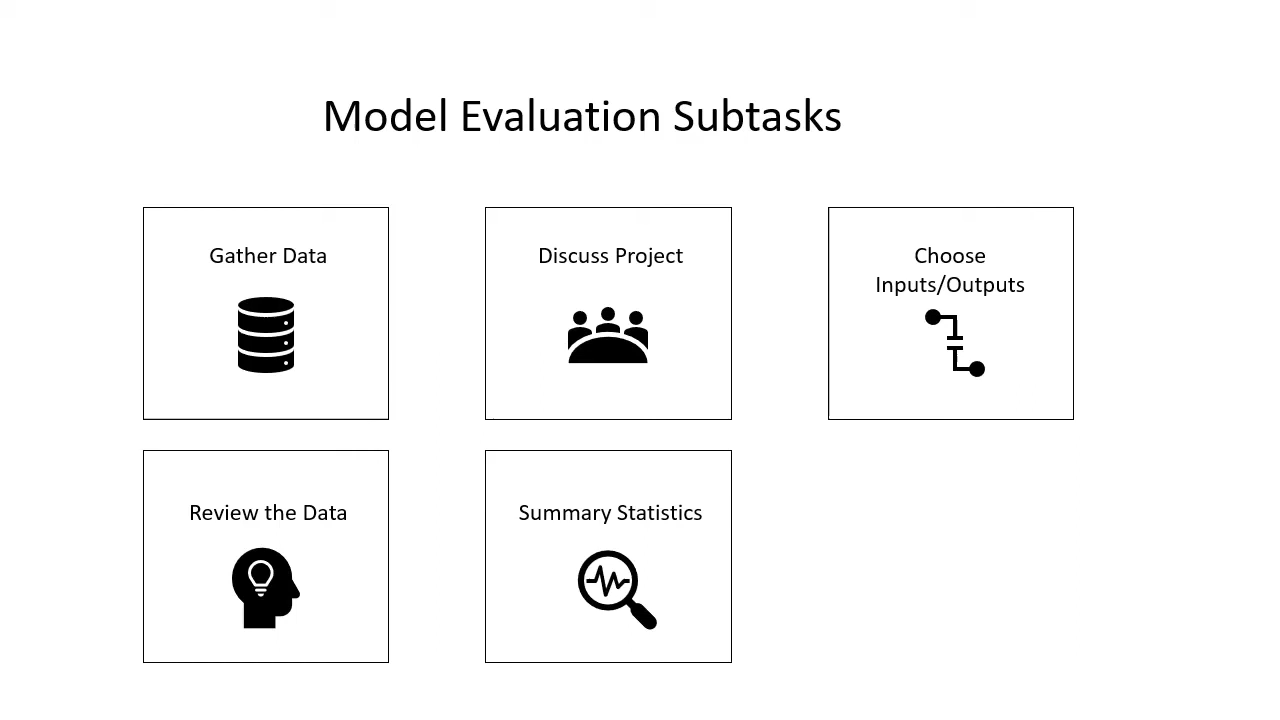 Model Evaluation Subtasks
Gather Data
Discuss Project
Choose
Inputs/Outputs
Review the Data
Summary Statistics